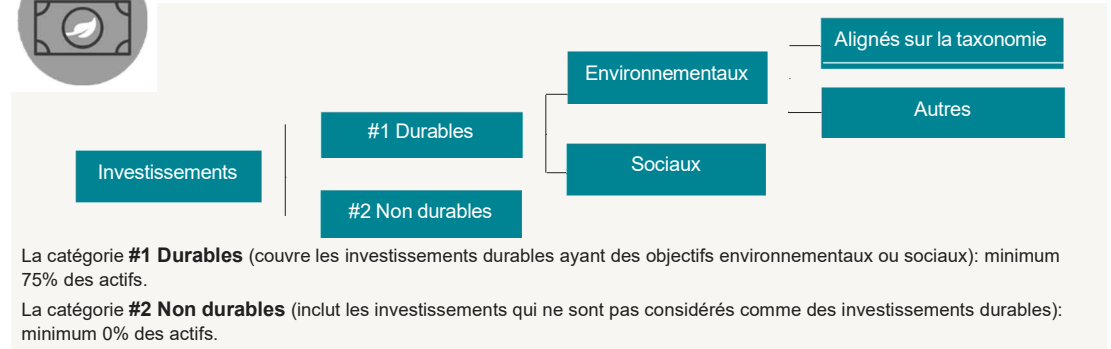 Alignés sur la taxonomie
Environnementaux
Autres
#1 Durables
Investissements
Sociaux
#2 Non durables
La catégorie #1 Durables (couvre les investissements durables ayant des objectifs environnementaux ou sociaux): minimum
75% des actifs.
La catégorie #2 Non durables (inclut les investissements qui ne sont pas considérés comme des investissements durables):
minimum 0% des actifs.